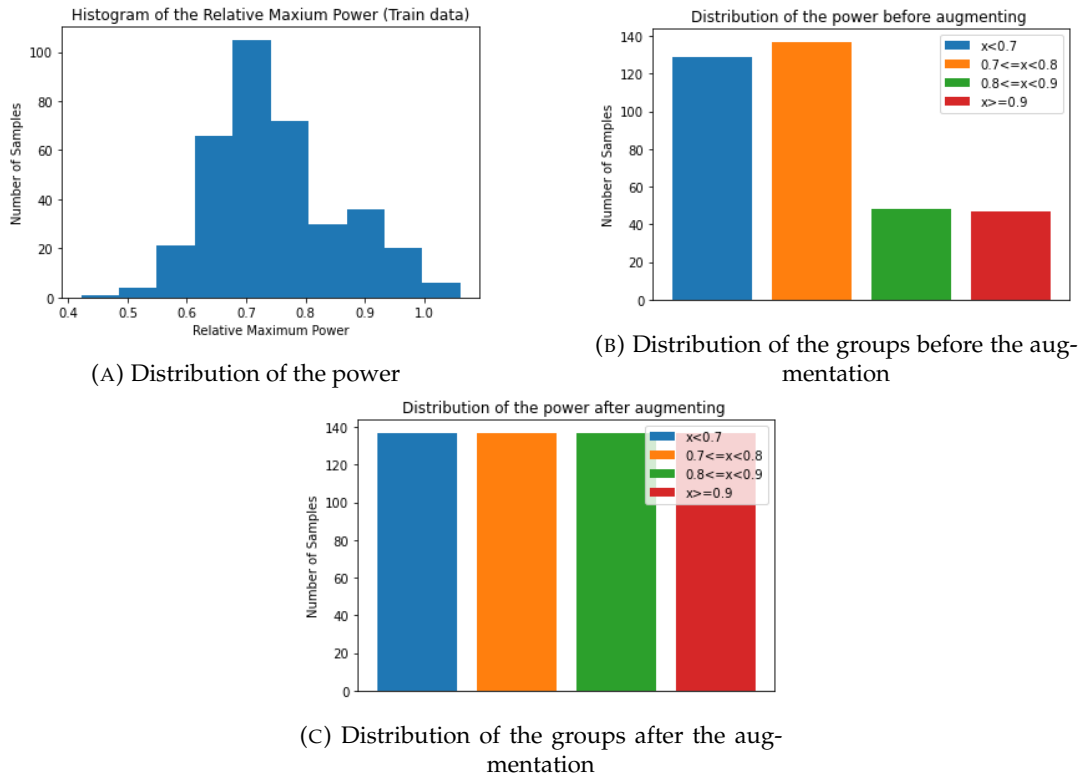 Histogram of the Relative Maxium Power (Train data)
100
80
60
40
20
0
Number of Samples
0.4 0.5 0.6 0.7 0.8 0.9 1.0
Relative Maximum Power
(A) Distribution of the power
Distribution of the power before augmenting
140
120
100
80
60
40
20
0
Number of Samples
x<0.7
0.7<=x<0.8
0.8<=x<0.9
x>=0.9
(B) Distribution of the groups before the aug-
mentation
Distribution of the power after augmenting
140
120
100
80
60
40
20
0
Number of Samples
x<0.7
0.7<=x<0.8
0.8<=x<0.9
x>=0.9
(C) Distribution of the groups after the aug-
mentation